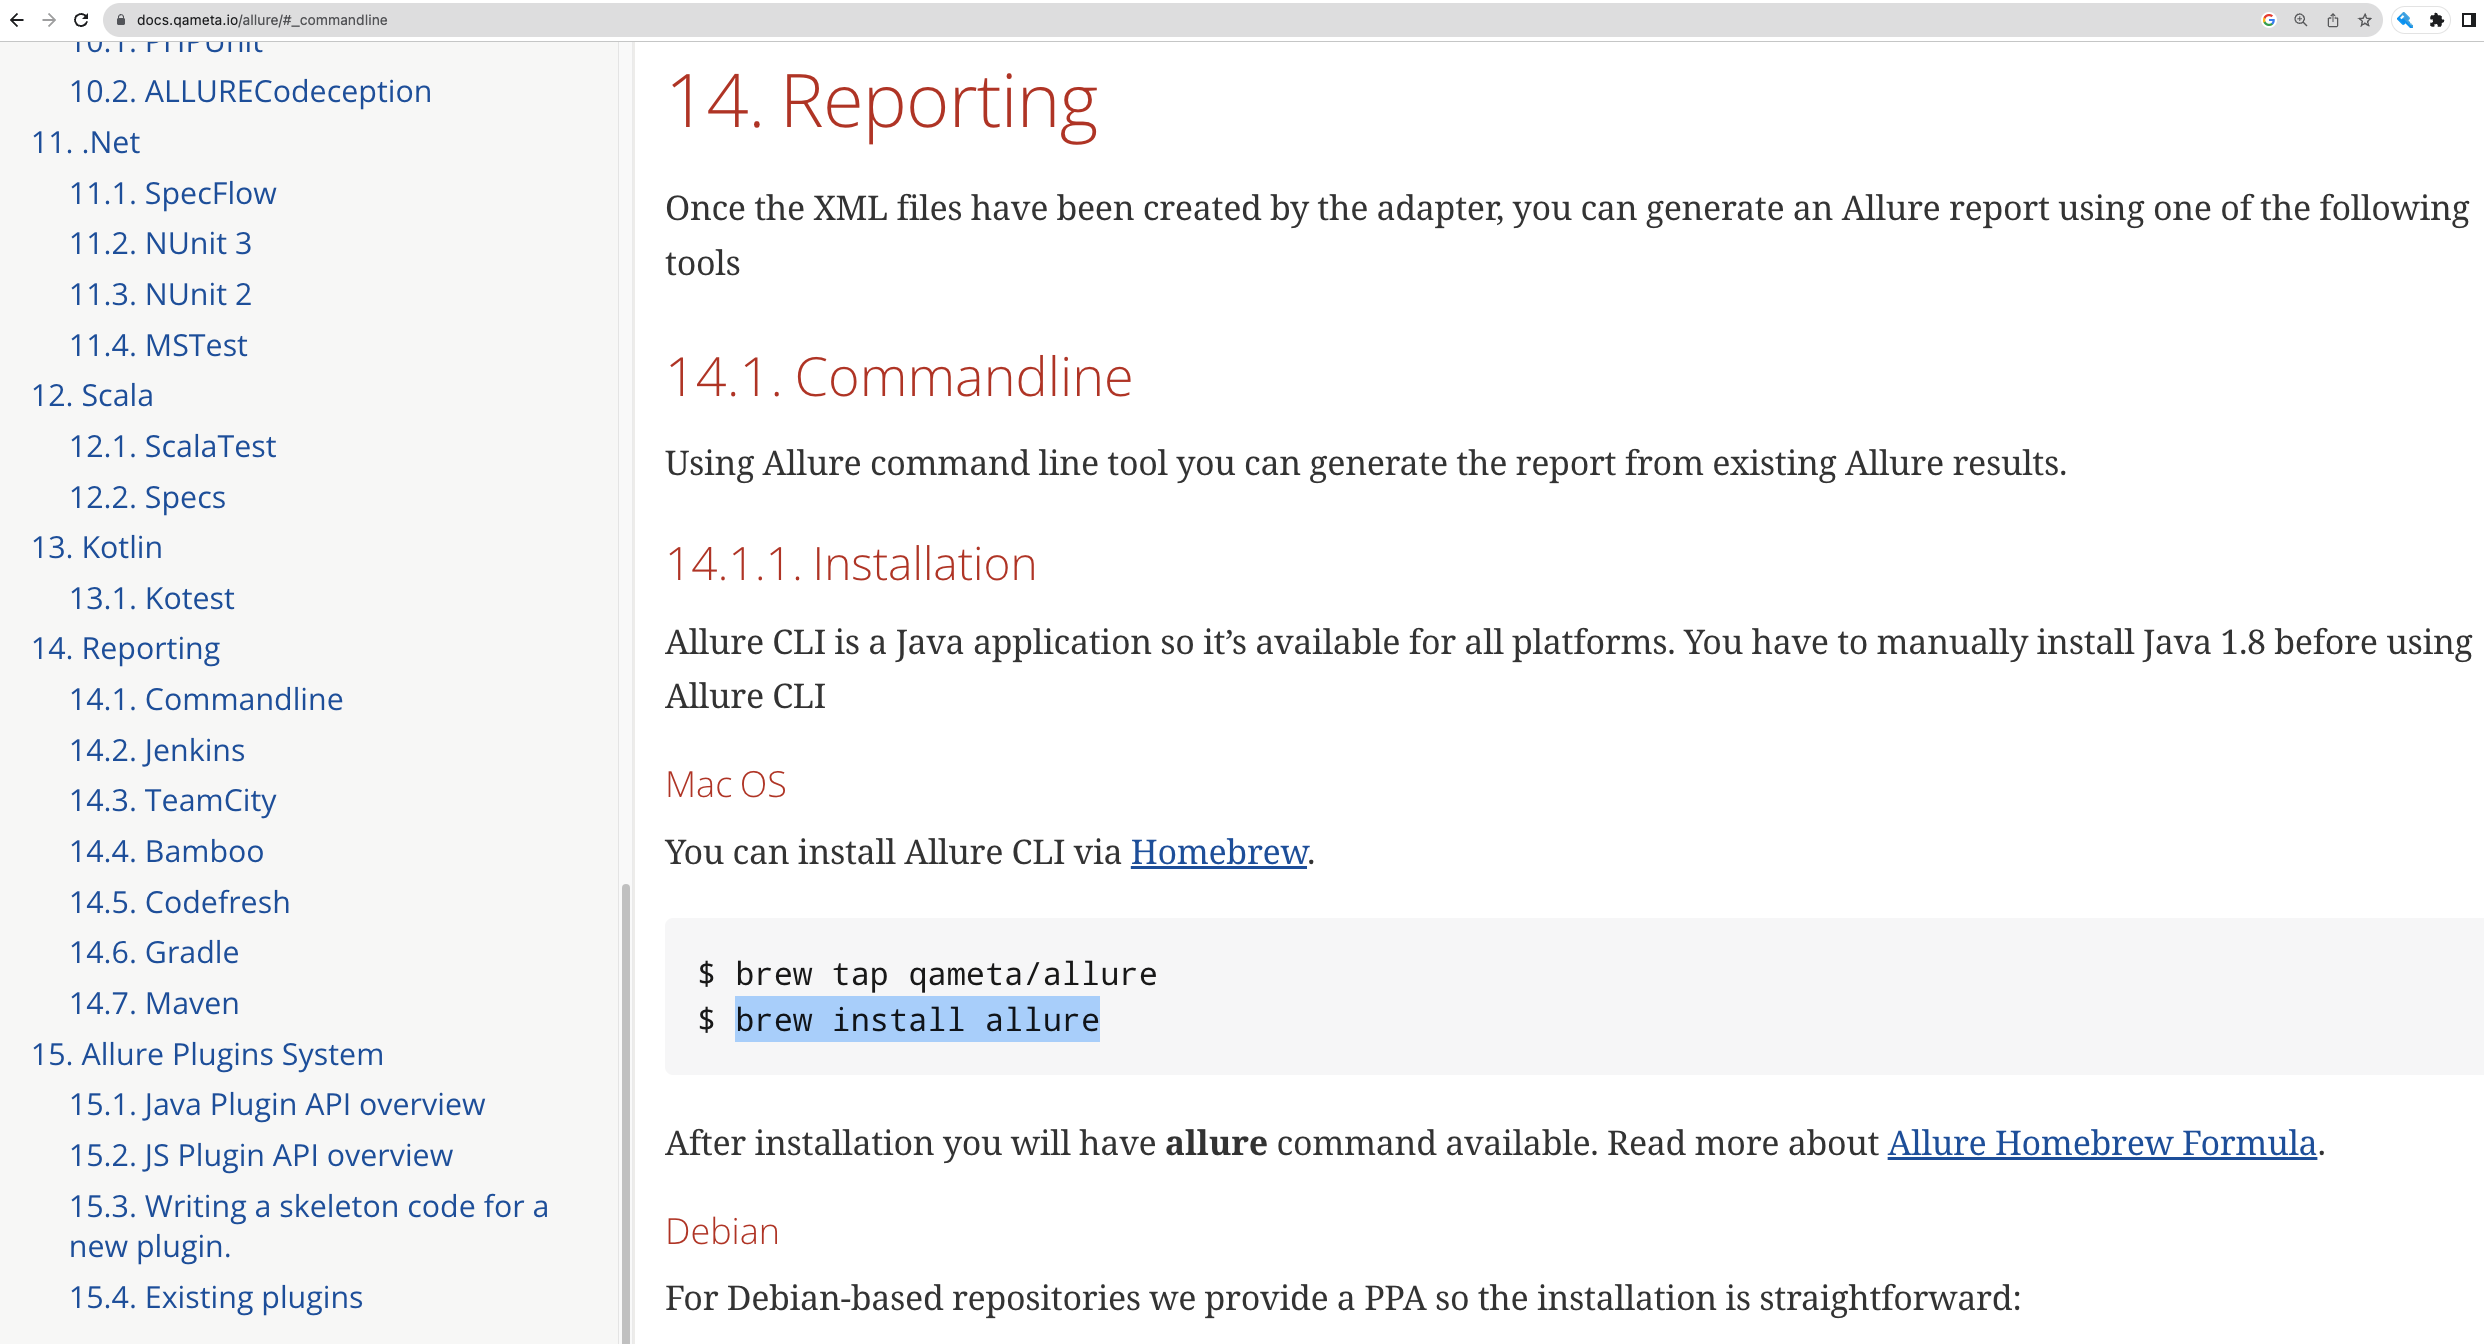 docs.qameta.io/allure/#_commandline
10.1. PHPUnit
10.2. ALLURECodeception
11. .Net
11.1. SpecFlow
11.2. NUnit 3
11.3. NUnit 2
11.4. MSTest
12. Scala
12.1. ScalaTest
12.2. Specs
13. Kotlin
13.1. Kotest
14. Reporting
14.1. Commandline
14.2. Jenkins
14.3. TeamCity
14.4. Bamboo
14.5. Codefresh
14.6. Gradle
14.7. Maven
15. Allure Plugins System
15.1. Java Plugin API overview
15.2. JS Plugin API overview
15.3. Writing a skeleton code for a
new plugin.
15.4. Existing plugins
14. Reporting
Once the XML files have been created by the adapter, you can generate an Allure report using one of the following
tools
14.1. Commandline
Using Allure command line tool you can generate the report from existing Allure results.
14.1.1. Installation
Allure CLI is a Java application so it’s available for all platforms. You have to manually install Java 1.8 before using
Allure CLI
Mac OS
You can install Allure CLI via Homebrew.
$ brew tap qameta/allure
$ brew install allure
After installation you will have allure command available. Read more about Allure Homebrew Formula.
Debian
For Debian-based repositories we provide a PPA so the installation is straightforward: